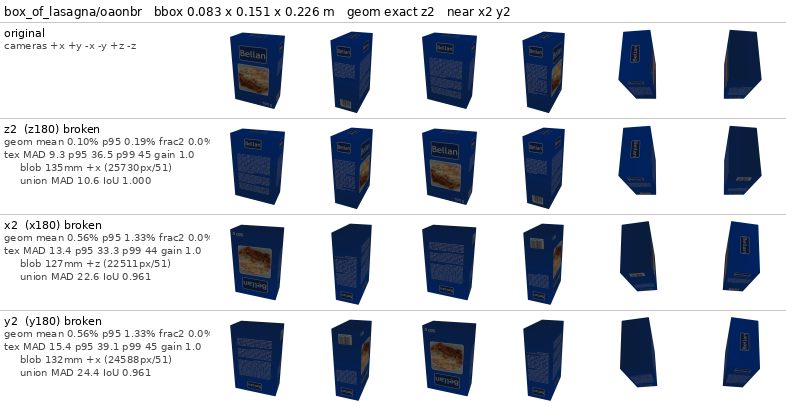 box_of_lasagna/oaonbr bbox 0.083 x 0.151 x 0.226 m geom exact z2 near x2 y2
original
cameras +x +y -x -y +z -z
Bellan
z2 (z180) broken
geom mean 0.10% p95 0.19% frac2 0.0%
tex MAD 9.3 p95 36.5 p99 45 gain 1.0
blob 135mm +x (25730px/51)
union MAD 10.6 IoU 1.000
Bellan
x2 (x180) broken
geom mean 0.56% p95 1.33% frac2 0.0%
tex MAD 13.4 p95 33.3 p99 44 gain 1.0
blob 127mm +z (22511px/51)
union MAD 22.6 IoU 0.961
Bellan
y2 (y180) broken
geom mean 0.56% p95 1.33% frac2 0.0%
tex MAD 15.4 p95 39.1 p99 45 gain 1.0
blob 132mm +x (24588px/51)
union MAD 24.4 IoU 0.961
Bellan